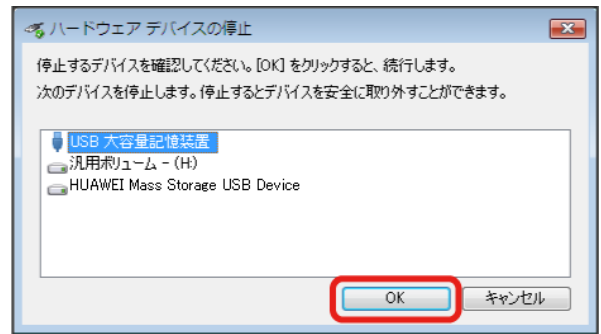 ハードウェア デバイスの停止
停止するデバイスを確認してください。[OK] をクリックすると、続行します。
次のデバイスを停止します。停止するとデバイスを安全に取り外すことができます。
USB 大容量記憶装置
汎用ボリューム - (H:)
HUAWEI Mass Storage USB Device
OK キャンセル